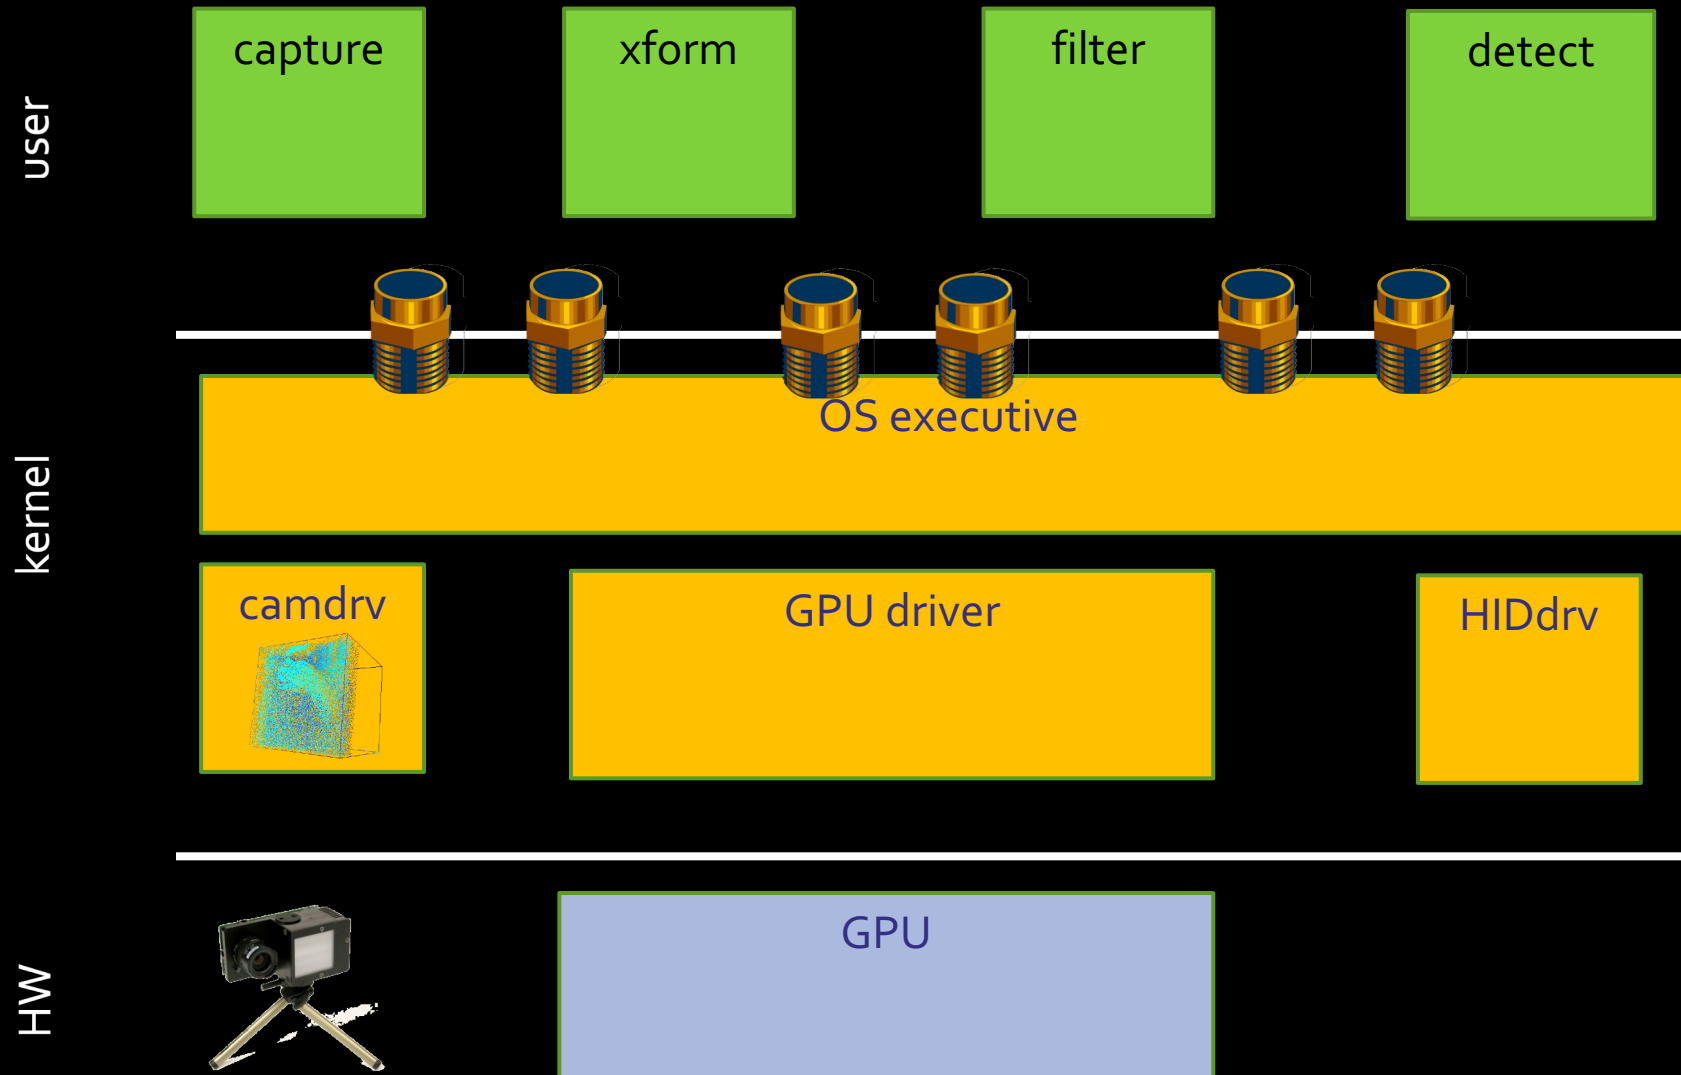 user
capture
xform
filter
detect
kernel
OS executive
camdrv
GPU driver
HIDdrv
HW
GPU